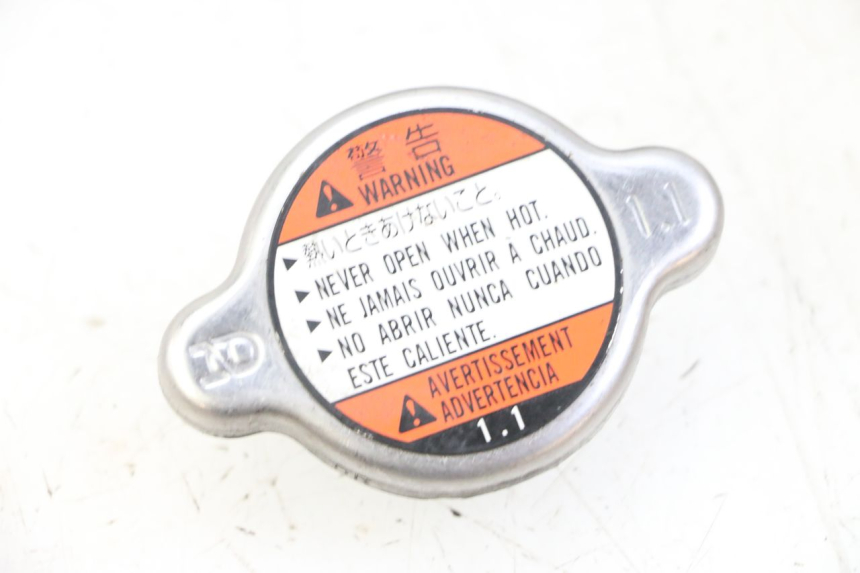 警告
WARNING
熱いときあけないこと.
NEVER OPEN WHEN HOT.
NE JAMAIS OUVRIR À CHAUD.
NO ABRIR NUNCA CUANDO
ESTE CALIENTE.
AVERTISSEMENT
ADVERTENCIA
1.1
1.1